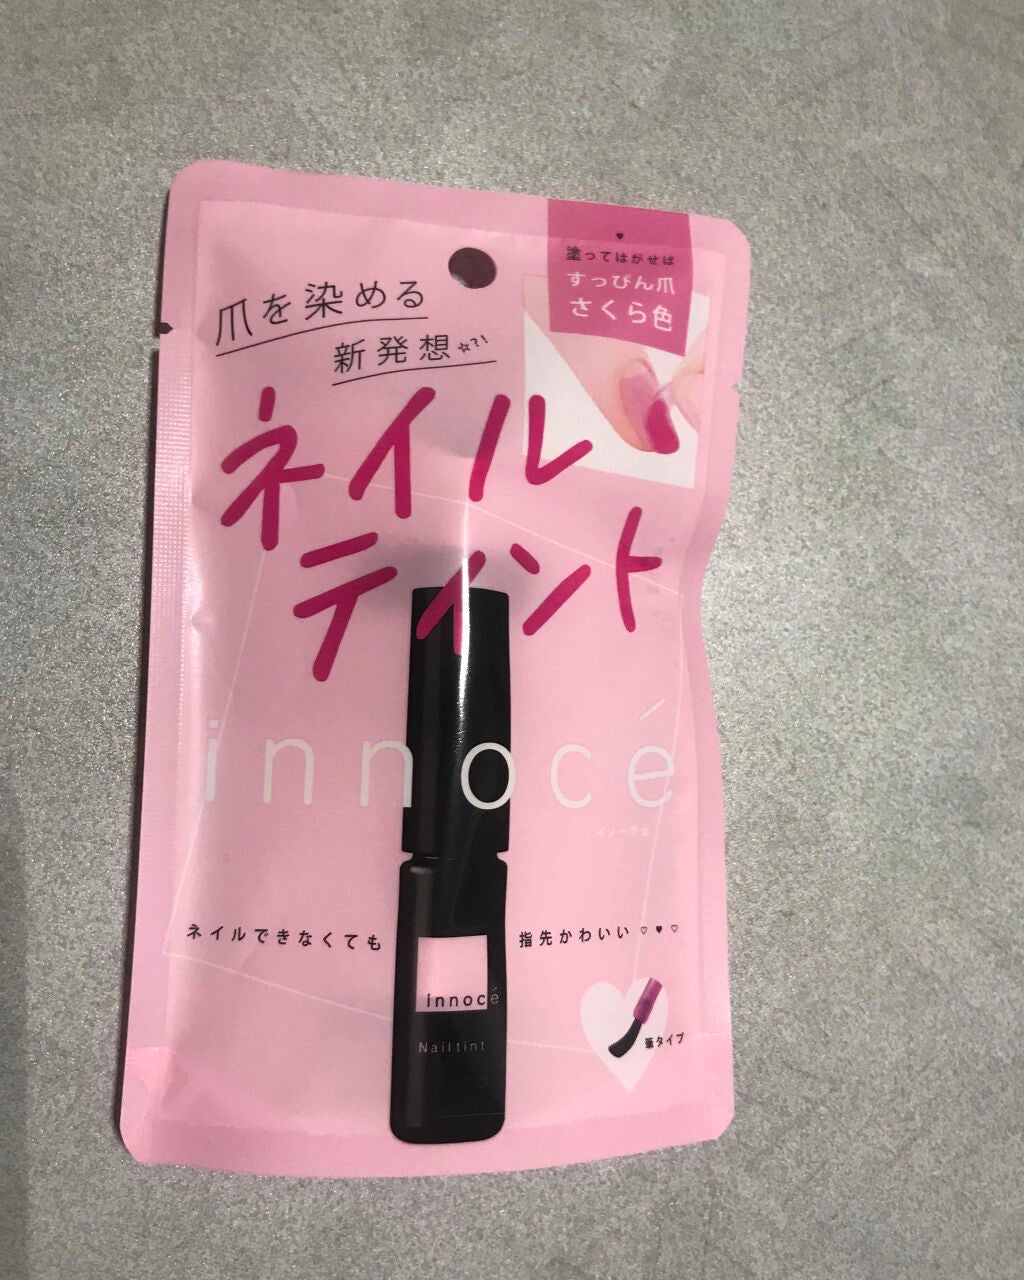 ♥
塗ってはがせば
すっぴん爪
さくら色
爪を染める
新発想☆?!
ネイル
ティント
innocé
イノーヴェ
ネイルできなくても
指先かわいい♡♥♡
innocé
Nailtint
筆タイプ